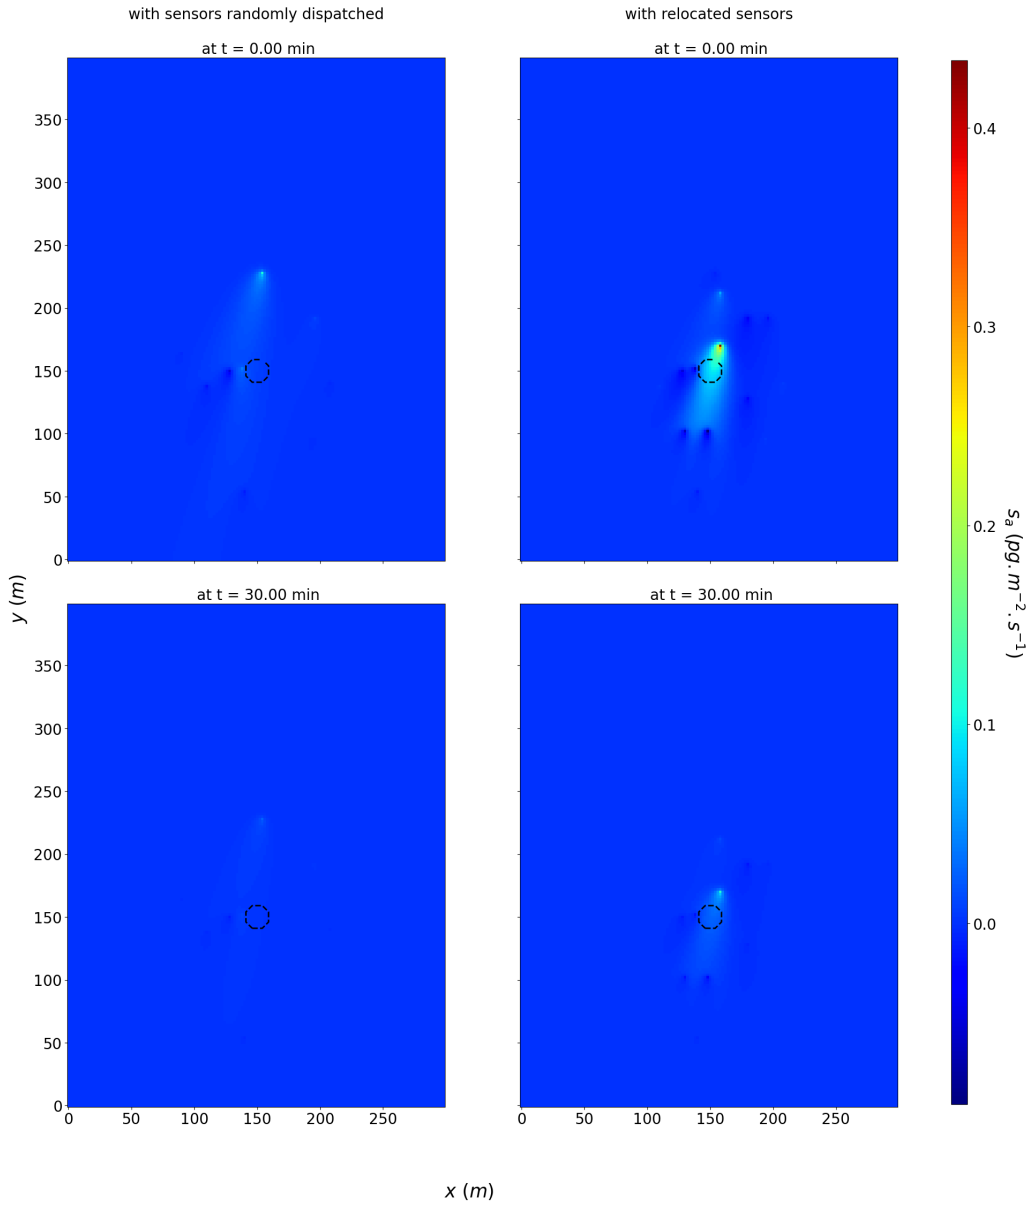 with sensors randomly dispatched
with relocated sensors
at t = 0.00 min
at t = 0.00 min
350
300
250
200
150
100
50
0
at t = 30.00 min
at t = 30.00 min
350
300
250
200
150
100
50
0
0 50 100 150 200 250
0 50 100 150 200 250
y (m)
x (m)
0.4
0.3
0.2
0.1
0.0
s_a (pg.m⁻².s⁻¹)